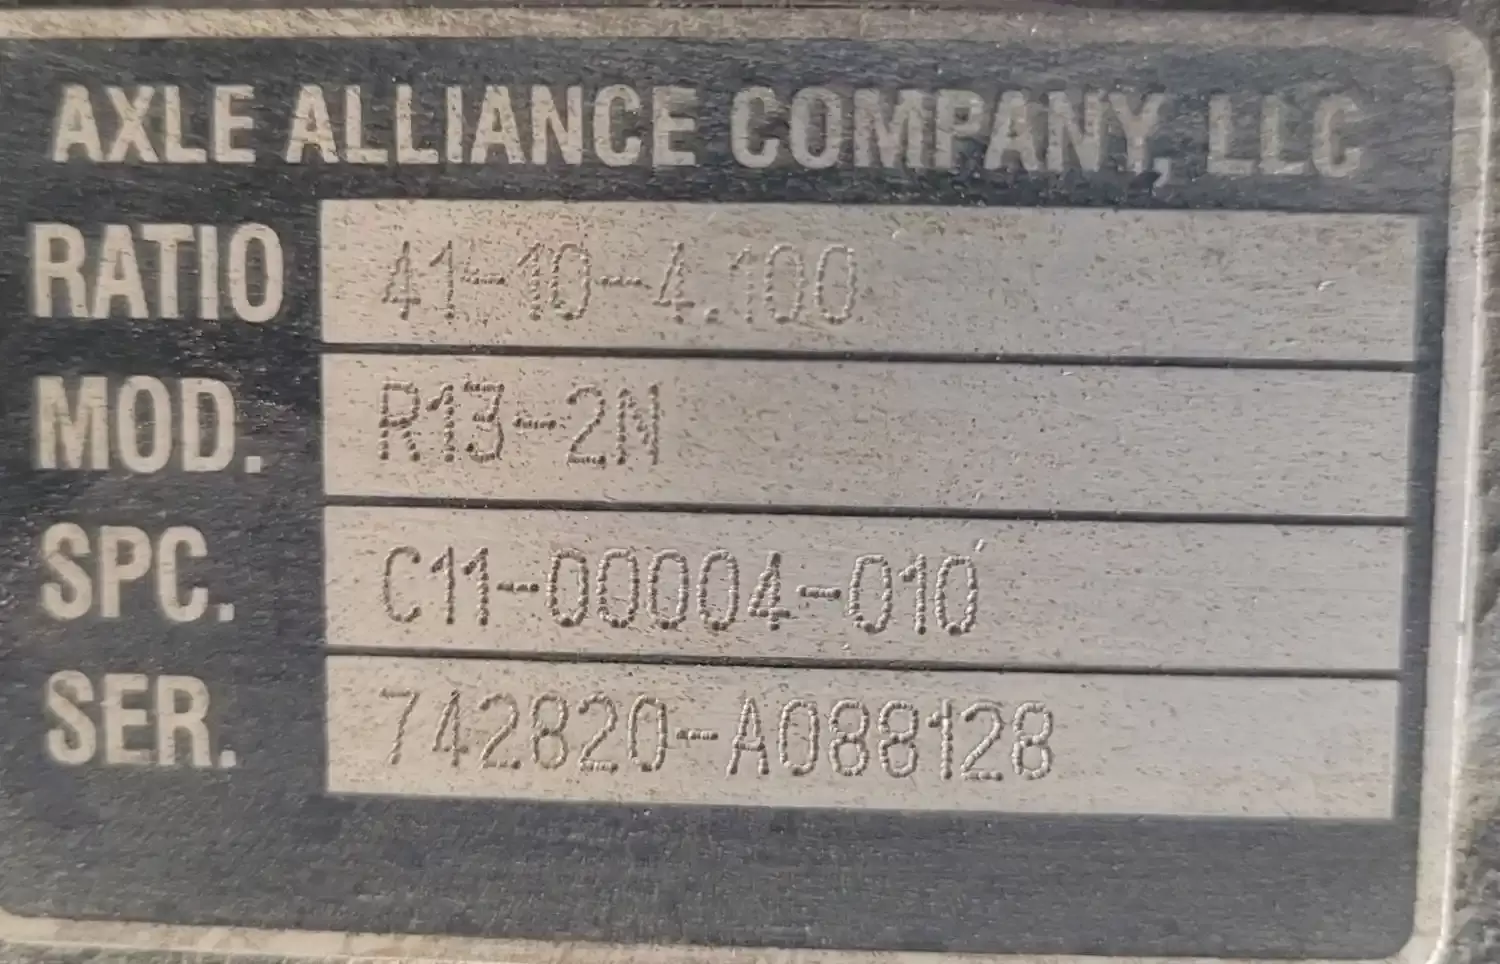 AXLE ALLIANCE COMPANY, LLC
RATIO 41-10-4.100
MOD. R13-2N
SPC. C11-00004-010
SER. 742820-A088128